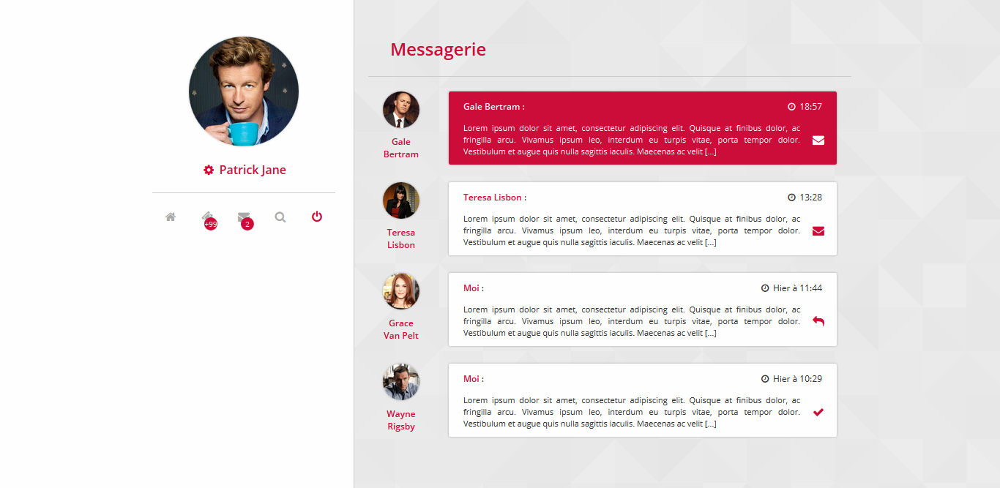 Patrick Jane
+99
2
Messagerie
Gale
Bertram
Gale Bertram :
18:57
Lorem ipsum dolor sit amet, consectetur adipiscing elit. Quisque at finibus dolor, ac
fringilla arcu. Vivamus ipsum leo, interdum eu turpis vitae, porta tempor dolor.
Vestibulum et augue quis nulla sagittis iaculis. Maecenas ac velit [...]
Teresa
Lisbon
Teresa Lisbon :
13:28
Lorem ipsum dolor sit amet, consectetur adipiscing elit. Quisque at finibus dolor, ac
fringilla arcu. Vivamus ipsum leo, interdum eu turpis vitae, porta tempor dolor.
Vestibulum et augue quis nulla sagittis iaculis. Maecenas ac velit [...]
Grace
Van Pelt
Moi :
Hier à 11:44
Lorem ipsum dolor sit amet, consectetur adipiscing elit. Quisque at finibus dolor, ac
fringilla arcu. Vivamus ipsum leo, interdum eu turpis vitae, porta tempor dolor.
Vestibulum et augue quis nulla sagittis iaculis. Maecenas ac velit [...]
Wayne
Rigsby
Moi :
Hier à 10:29
Lorem ipsum dolor sit amet, consectetur adipiscing elit. Quisque at finibus dolor, ac
fringilla arcu. Vivamus ipsum leo, interdum eu turpis vitae, porta tempor dolor.
Vestibulum et augue quis nulla sagittis iaculis. Maecenas ac velit [...]